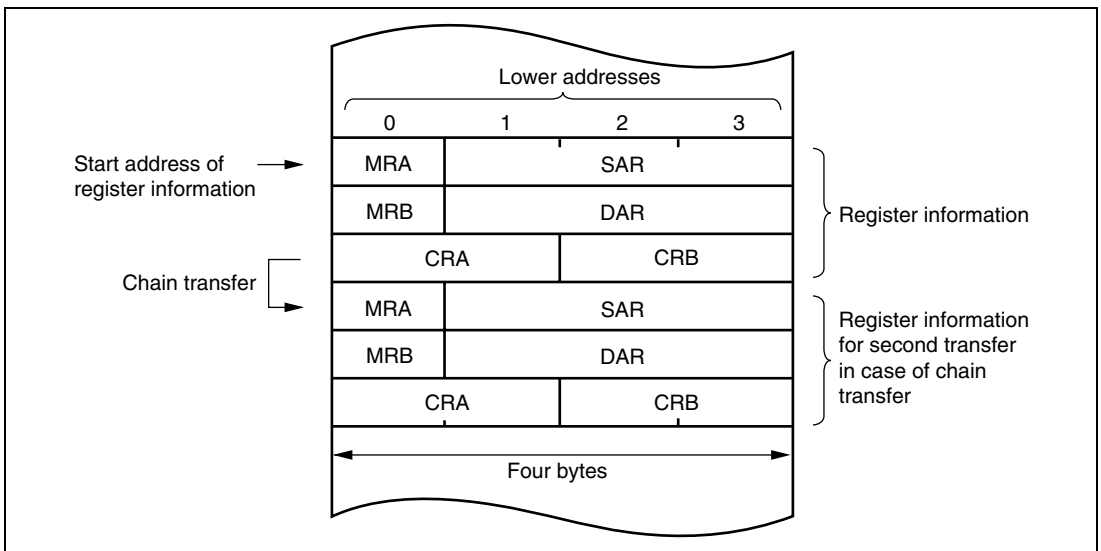 Lower addresses
0 1 2 3
Start address of
register information
MRA SAR
MRB DAR
CRA CRB
Register information
Chain transfer
MRA SAR
MRB DAR
CRA CRB
Register information
for second transfer
in case of chain
transfer
Four bytes